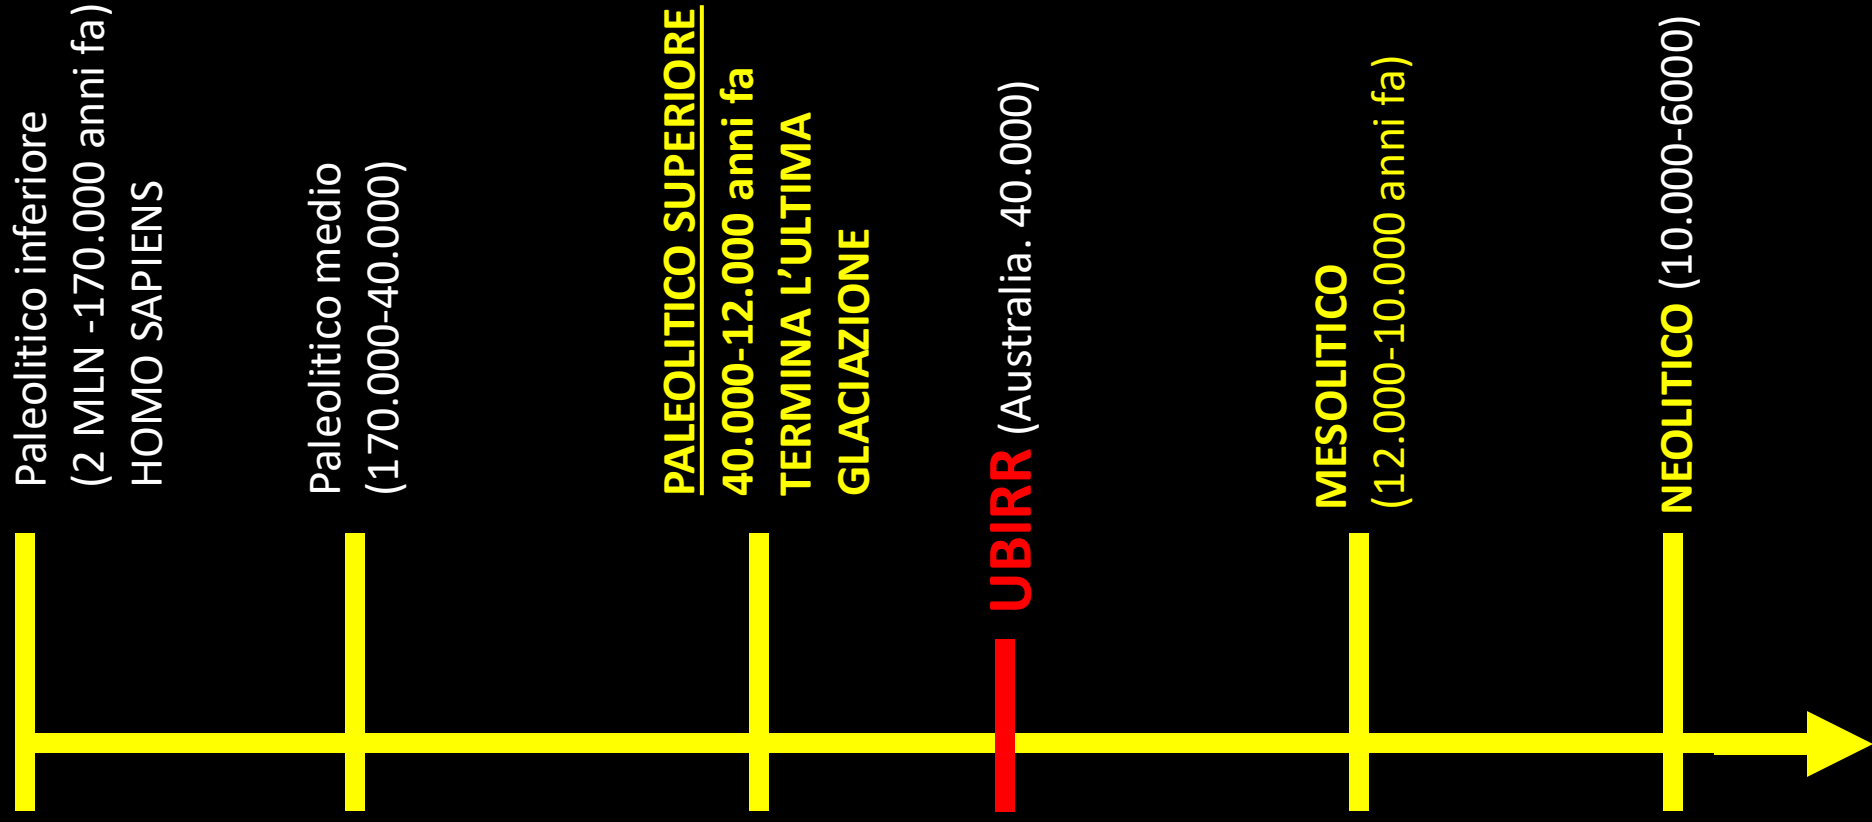 Paleolitico inferiore
(2 MLN -170.000 anni fa)
HOMO SAPIENS
Paleolitico medio
(170.000-40.000)
PALEOLITICO SUPERIORE
40.000-12.000 anni fa
TERMINA L’ULTIMA
GLACIAZIONE
UBIRR (Australia. 40.000)
MESOLITICO
(12.000-10.000 anni fa)
NEOLITICO (10.000-6000)